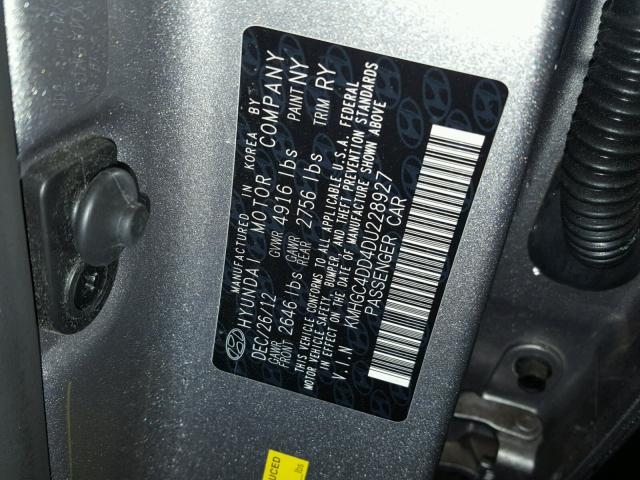 MANUFACTURED IN KOREA BY
HYUNDAI MOTOR COMPANY
DEC/26/12 GVWR 4916 lbs PAINT NY
GAWR FRONT 2646 lbs GAWR REAR 2756 lbs TRIM RY
THIS VEHICLE CONFORMS TO ALL APPLICABLE U.S.A. FEDERAL
MOTOR VEHICLE SAFETY, BUMPER, AND THEFT PREVENTION STANDARDS
IN EFFECT ON THE DATE OF MANUFACTURE SHOWN ABOVE
V.I.N KMHGC4DD4DU228927
PASSENGER CAR
UCED
lbs